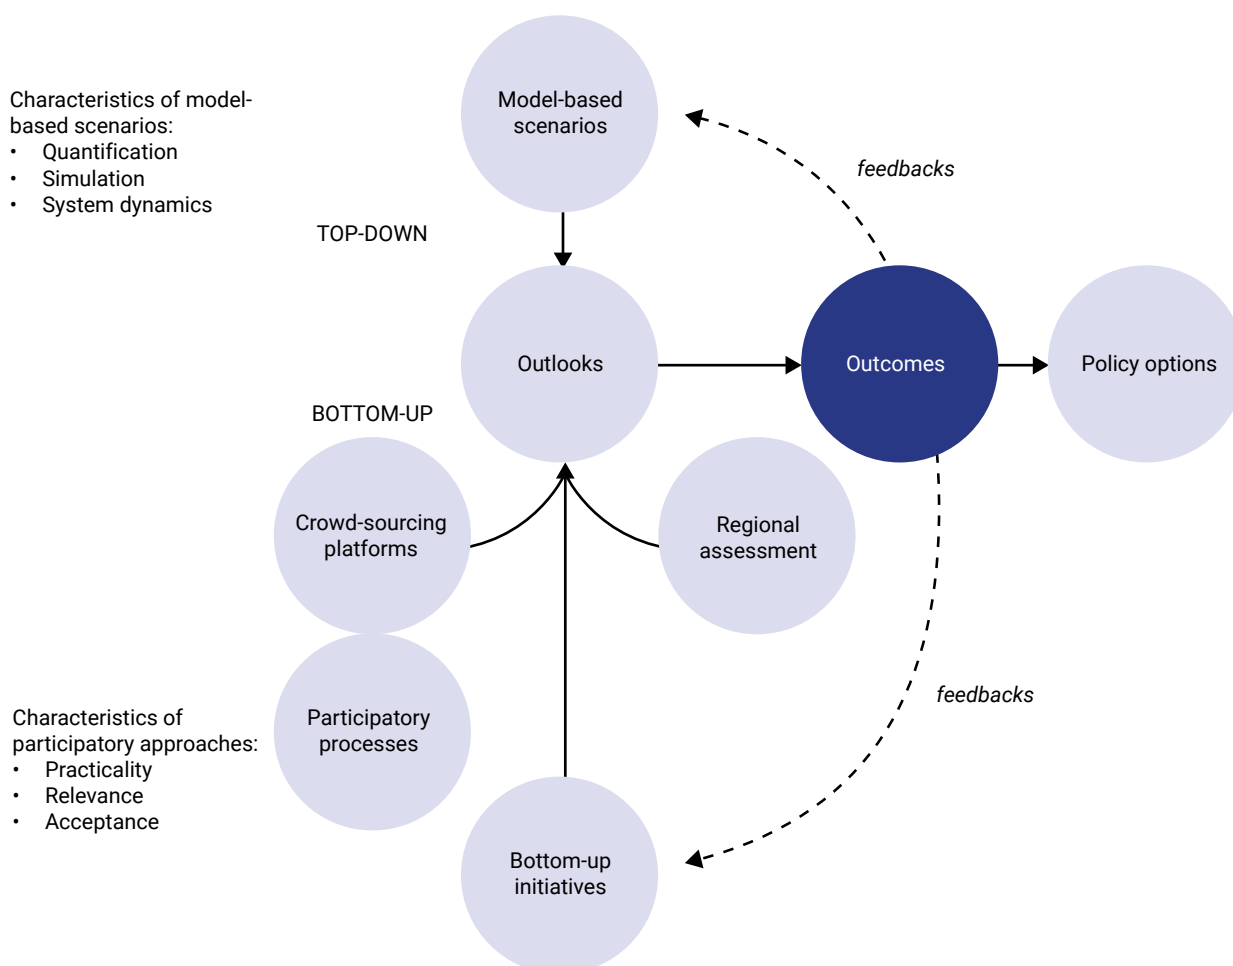 Model-based
scenarios
Characteristics of model-
based scenarios:
• Quantification
• Simulation
• System dynamics
feedbacks
TOP-DOWN
Outlooks
Outcomes
Policy options
BOTTOM-UP
Crowd-sourcing
platforms
Regional
assessment
feedbacks
Participatory
processes
Characteristics of
participatory approaches:
• Practicality
• Relevance
• Acceptance
Bottom-up
initiatives